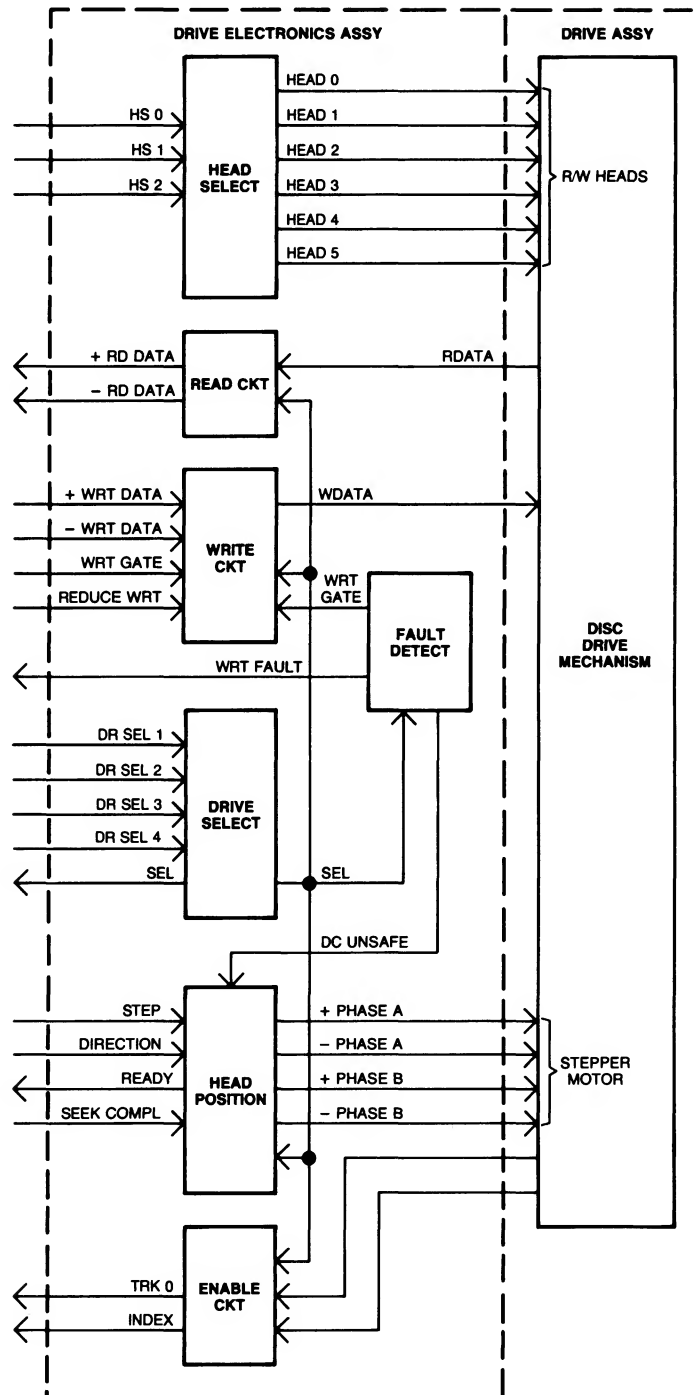 DRIVE ELECTRONICS ASSY
DRIVE ASSY
HS 0
HS 1
HS 2
HEAD
SELECT
HEAD 0
HEAD 1
HEAD 2
HEAD 3
HEAD 4
HEAD 5
R/W HEADS
+ RD DATA
− RD DATA
READ CKT
RDATA
+ WRT DATA
− WRT DATA
WRT GATE
REDUCE WRT
WRITE
CKT
WDATA
WRT
GATE
FAULT
DETECT
WRT FAULT
DISC
DRIVE
MECHANISM
DR SEL 1
DR SEL 2
DR SEL 3
DR SEL 4
SEL
DRIVE
SELECT
SEL
DC UNSAFE
STEP
DIRECTION
READY
SEEK COMPL
HEAD
POSITION
+ PHASE A
− PHASE A
+ PHASE B
− PHASE B
STEPPER
MOTOR
TRK 0
INDEX
ENABLE
CKT